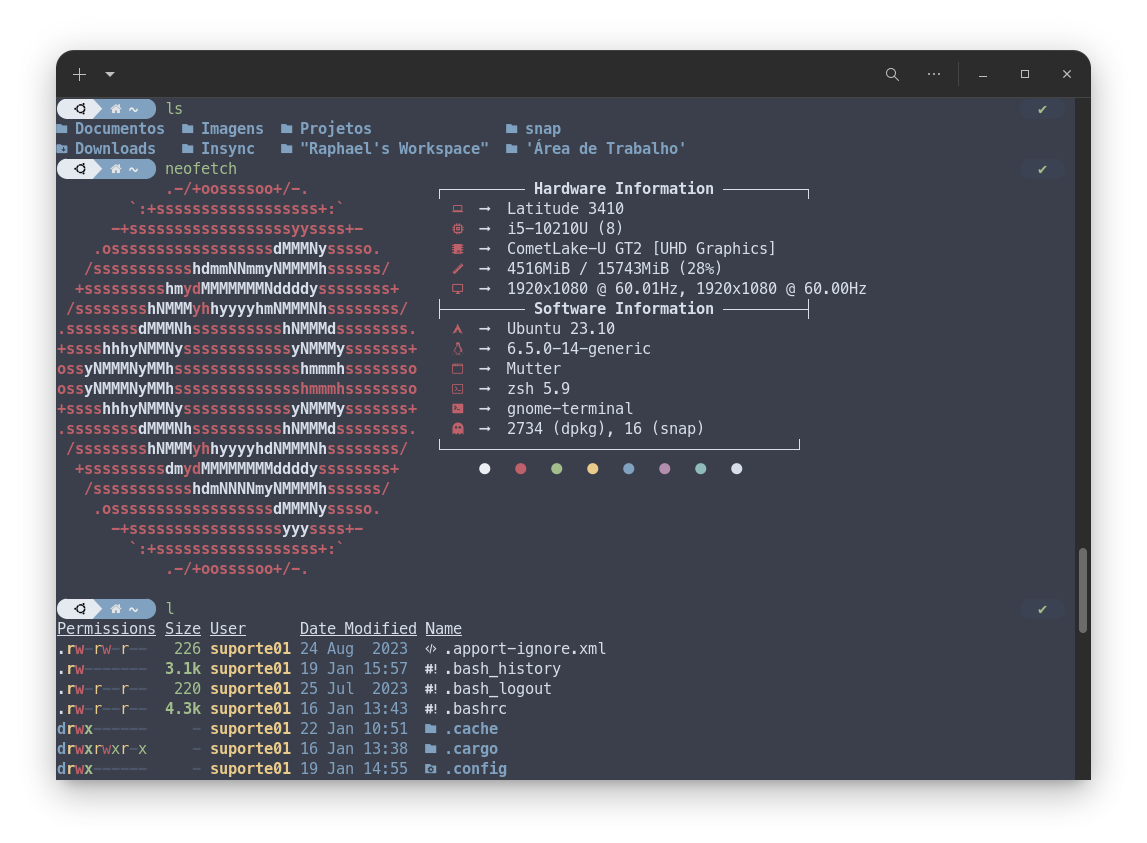 ~ ls ✔
Documentos Imagens Projetos snap
Downloads Insync "Raphael's Workspace" 'Área de Trabalho'
~ neofetch ✔
.-/+oossssoo+/-. Hardware Information
`:+ssssssssssssssssss+:` → Latitude 3410
-+ssssssssssssssssssyyssss+- → i5-10210U (8)
.ossssssssssssssssssdMMMNysssso. → CometLake-U GT2 [UHD Graphics]
/ssssssssssshdmmNNmmyNMMMMhssssss/ → 4516MiB / 15743MiB (28%)
+ssssssssshmydMMMMMMMNddddyssssssss+ → 1920x1080 @ 60.01Hz, 1920x1080 @ 60.00Hz
/sssssssshNMMMyhhyyyyhmNMMMNhssssssss/ Software Information
.ssssssssdMMMNhsssssssssshNMMMdssssssss. → Ubuntu 23.10
+sssshhhyNMMNyssssssssssssyNMMMysssssss+ → 6.5.0-14-generic
ossyNMMMNyMMhsssssssssssssshmmmhssssssso → Mutter
ossyNMMMNyMMhsssssssssssssshmmmhssssssso → zsh 5.9
+sssshhhyNMMNyssssssssssssyNMMMysssssss+ → gnome-terminal
.ssssssssdMMMNhsssssssssshNMMMdssssssss. → 2734 (dpkg), 16 (snap)
/sssssssshNMMMyhhyyyyhdNMMMNhssssssss/
+sssssssssdmydMMMMMMMMddddyssssssss+
/ssssssssssshdmNNNNmyNMMMMhssssss/
.ossssssssssssssssssdMMMNysssso.
-+sssssssssssssssssyyyssss+-
`:+ssssssssssssssssss+:`
.-/+oossssoo+/-.
~ l ✔
Permissions Size User Date Modified Name
.rw-rw-r-- 226 suporte01 24 Aug 2023 .apport-ignore.xml
.rw------- 3.1k suporte01 19 Jan 15:57 #! .bash_history
.rw-r--r-- 220 suporte01 25 Jul 2023 #! .bash_logout
.rw-r--r-- 4.3k suporte01 16 Jan 13:43 #! .bashrc
drwx------ - suporte01 22 Jan 10:51 .cache
drwxrwxr-x - suporte01 16 Jan 13:38 .cargo
drwx------ - suporte01 19 Jan 14:55 .config